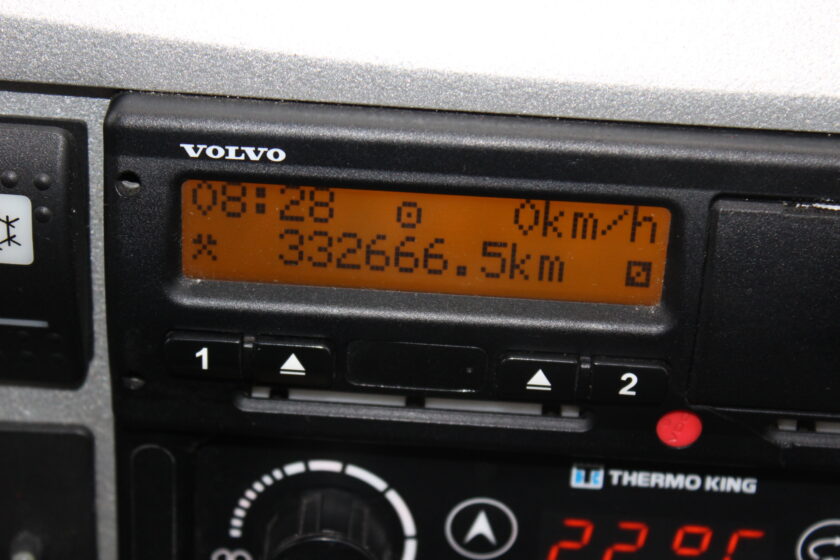 VOLVO
08:28 0km/h
332666.5km
1 2
THERMO KING
22°C